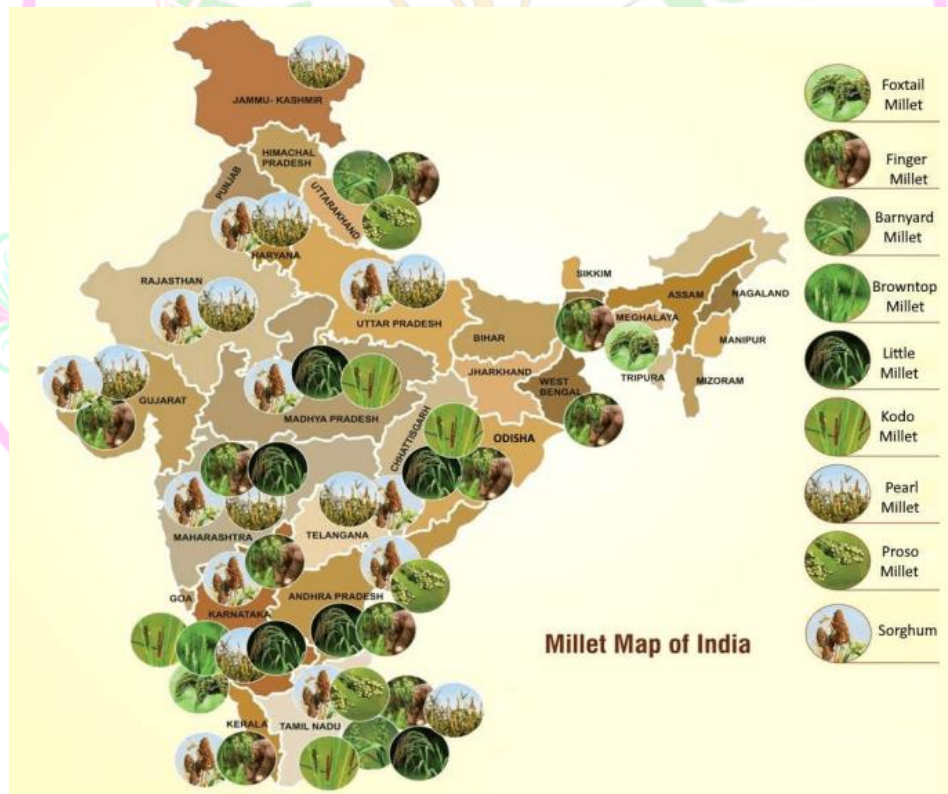 JAMMU- KASHMIR
HIMACHAL
PRADESH
PUNJAB
UTTARAKHAND
HARYANA
RAJASTHAN
UTTAR PRADESH
SIKKIM
ASSAM
NAGALAND
MEGHALAYA
BIHAR
MANIPUR
JHARKHAND
WEST
BENGAL
TRIPURA
MIZORAM
GUJARAT
MADHYA PRADESH
CHHATTISGARH
ODISHA
MAHARASHTRA
TELANGANA
GOA
KARNATAKA
ANDHRA PRADESH
KERALA
TAMIL NADU
Millet Map of India
Foxtail
Millet
Finger
Millet
Barnyard
Millet
Browntop
Millet
Little
Millet
Kodo
Millet
Pearl
Millet
Proso
Millet
Sorghum